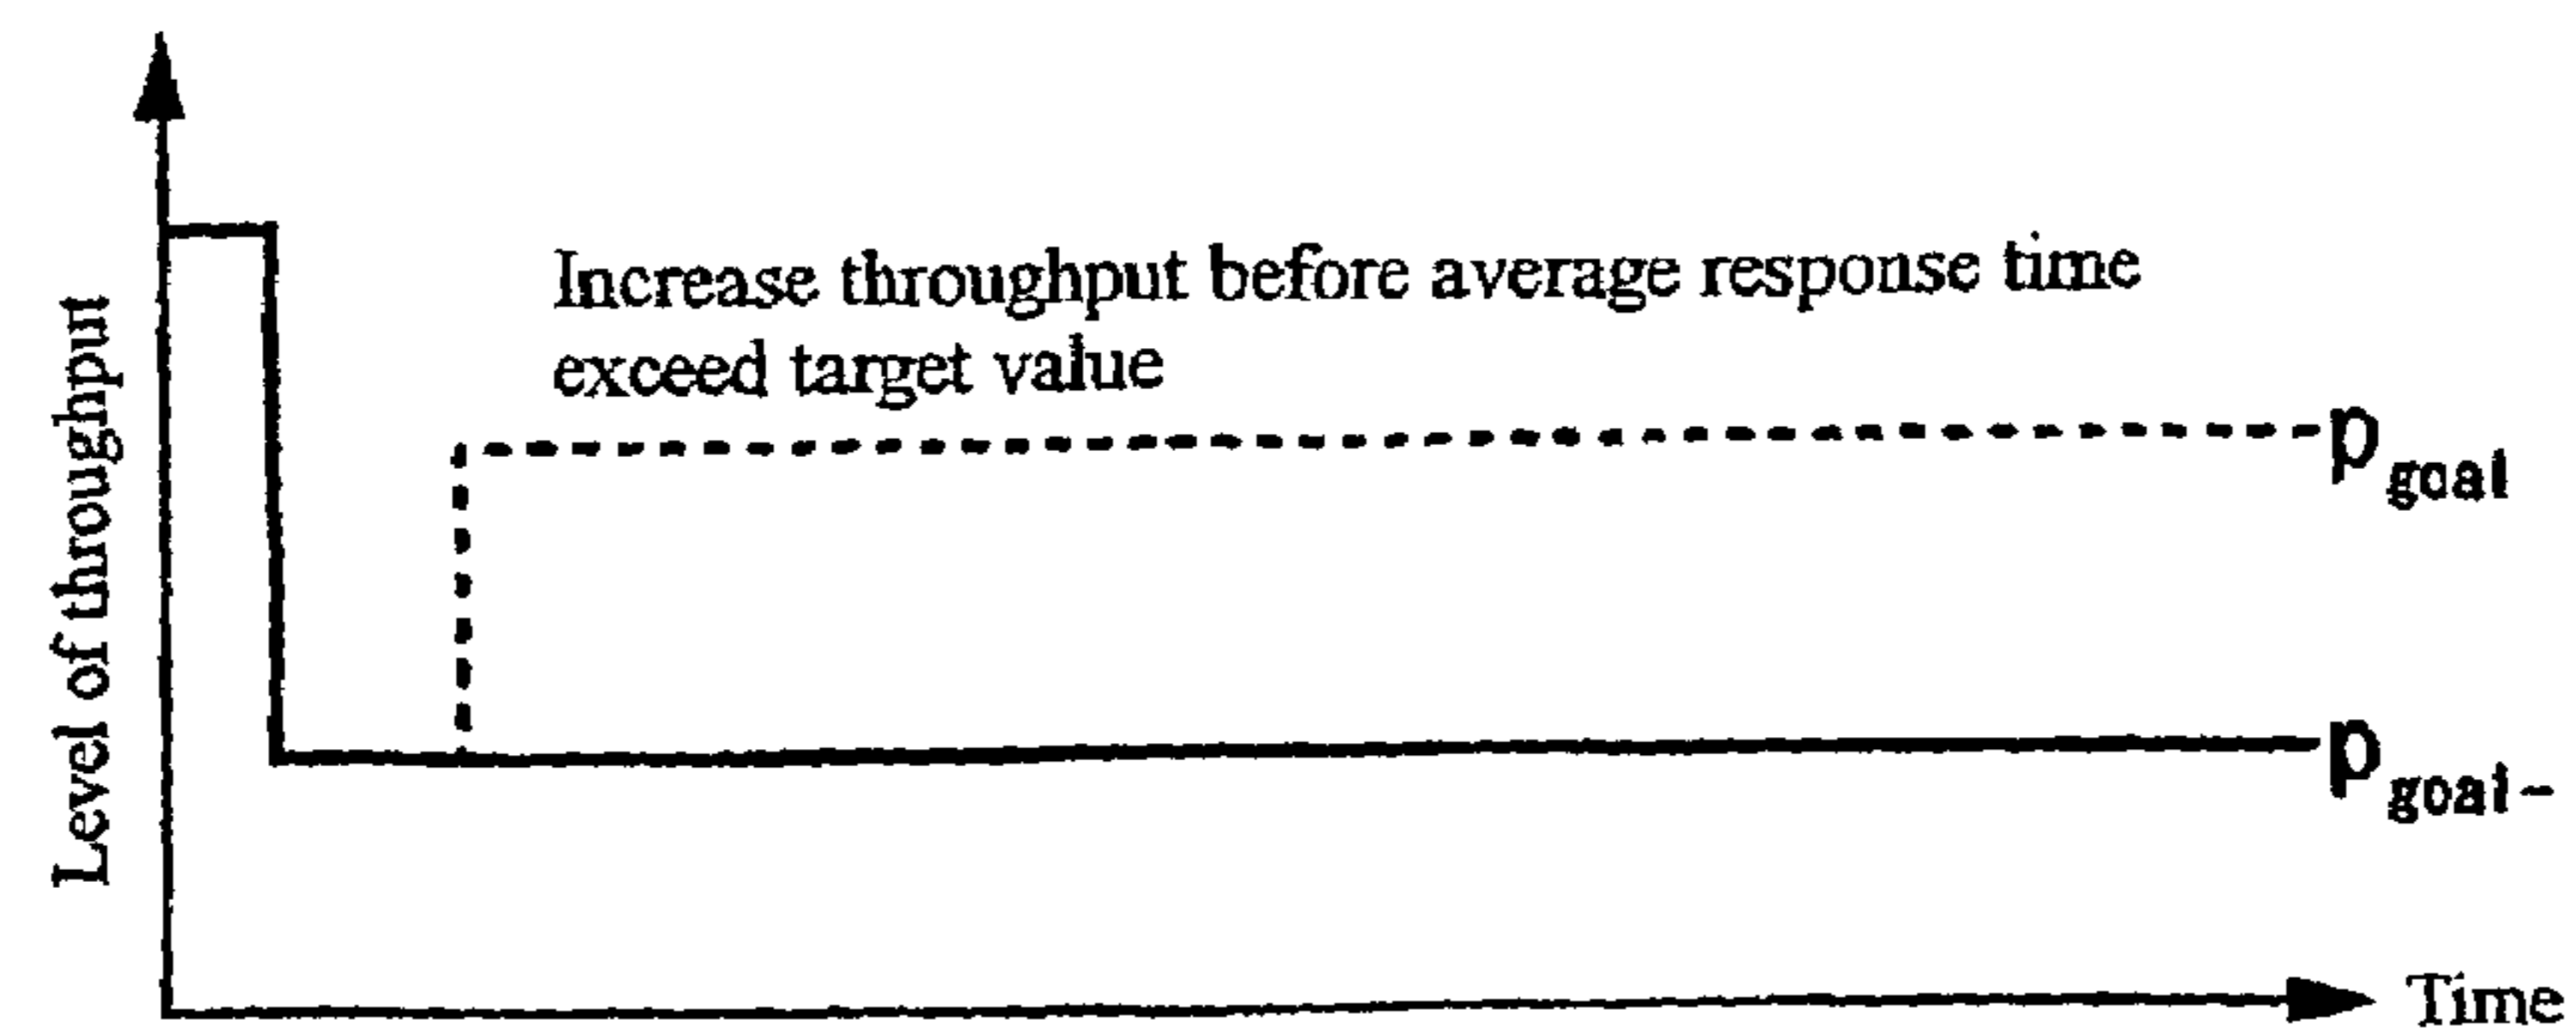 Level of throughput
Increase throughput before average response time
exceed target value
p goal
p goal-
Time